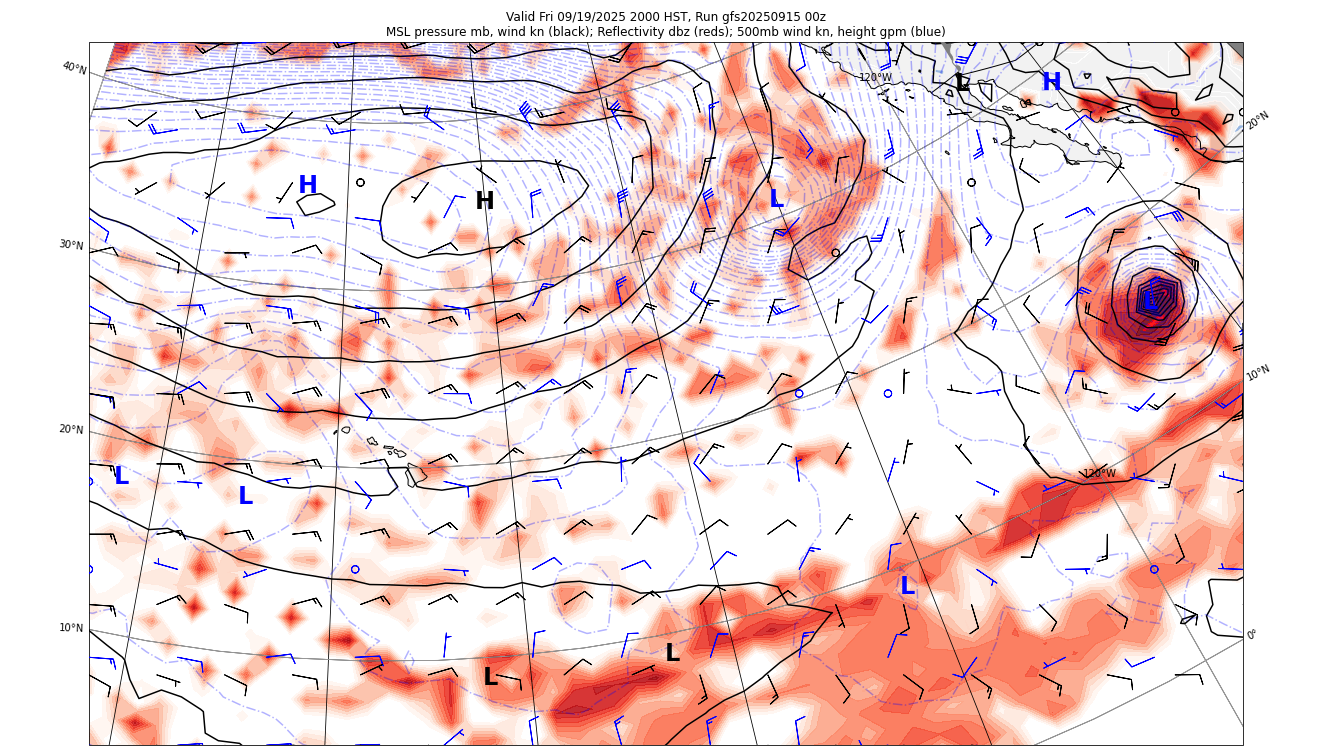 Valid Fri 09/19/2025 2000 HST, Run gfs20250915 00z
MSL pressure mb, wind kn (black); Reflectivity dbz (reds); 500mb wind kn, height gpm (blue)
40°N
120°W
L
H
20°N
H
H
L
30°N
L
10°N
20°N
L
L
120°W
L
10°N
0°
L
L